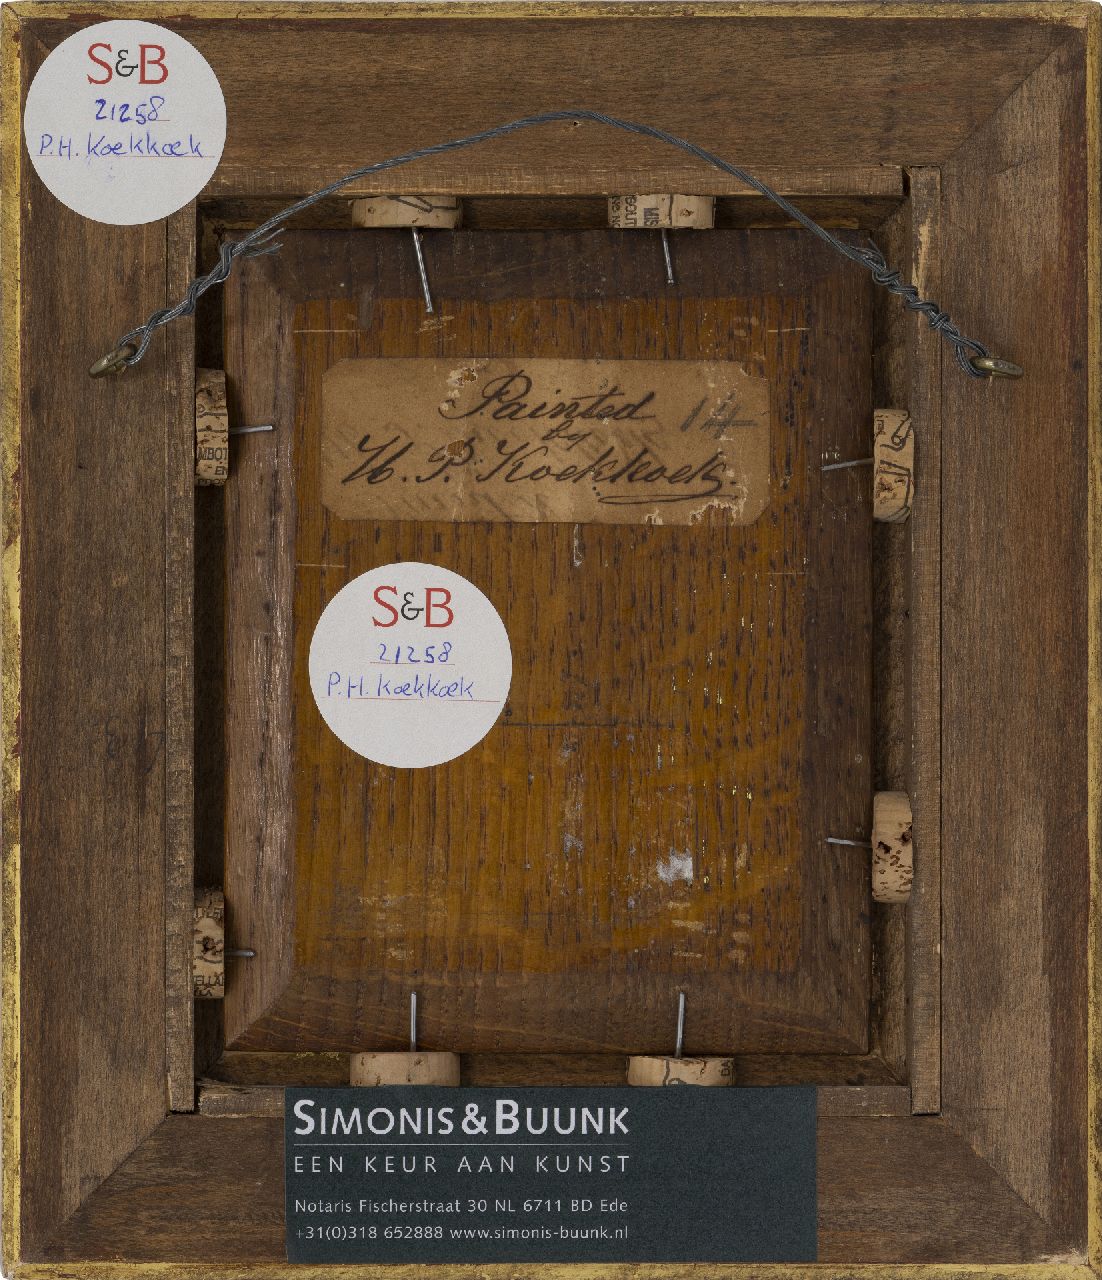 S&B
21258
P.H. Koekkoek
Painted 14
by
H. P. Koekkoek.
S&B
21258
P.H. Koekkoek
SIMONIS & BUUNK
EEN KEUR AAN KUNST
Notaris Fischerstraat 30 NL 6711 BD Ede
+31(0)318 652888 www.simonis-buunk.nl